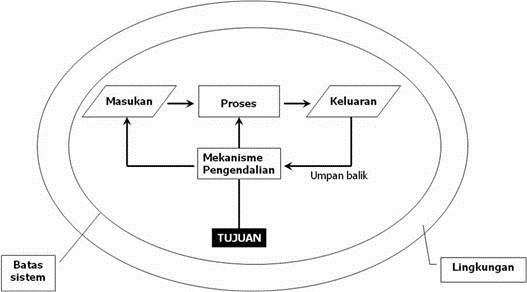 Masukan
Proses
Keluaran
Mekanisme
Pengendalian
Umpan balik
TUJUAN
Batas
sistem
Lingkungan